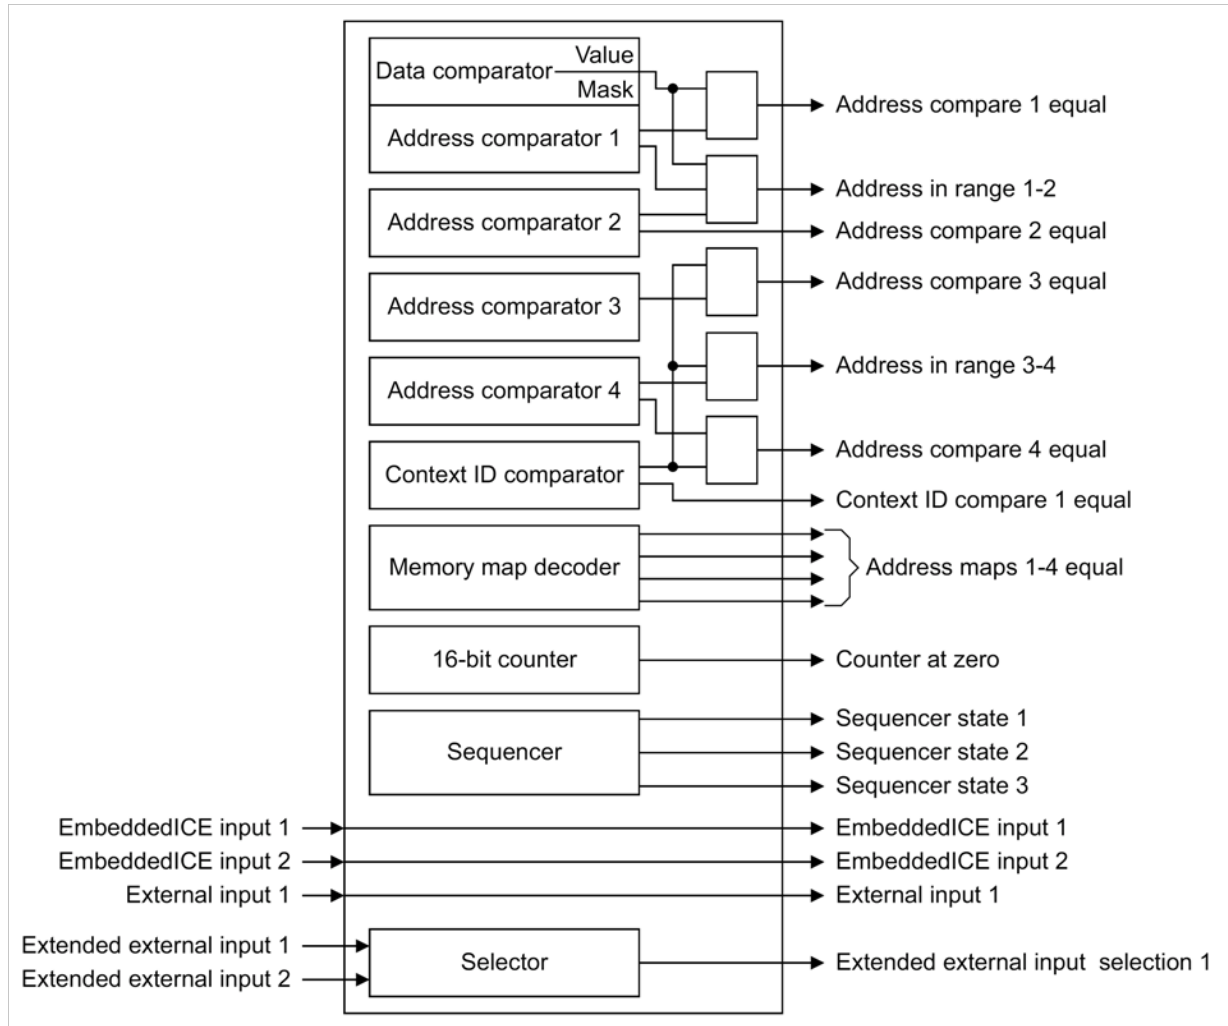 Value
Data comparator
Mask
Address compare 1 equal
Address comparator 1
Address in range 1-2
Address comparator 2
Address compare 2 equal
Address compare 3 equal
Address comparator 3
Address in range 3-4
Address comparator 4
Address compare 4 equal
Context ID comparator
Context ID compare 1 equal
Memory map decoder
Address maps 1-4 equal
16-bit counter
Counter at zero
Sequencer state 1
Sequencer
Sequencer state 2
Sequencer state 3
EmbeddedICE input 1
EmbeddedICE input 1
EmbeddedICE input 2
EmbeddedICE input 2
External input 1
External input 1
Extended external input 1
Selector
Extended external input selection 1
Extended external input 2